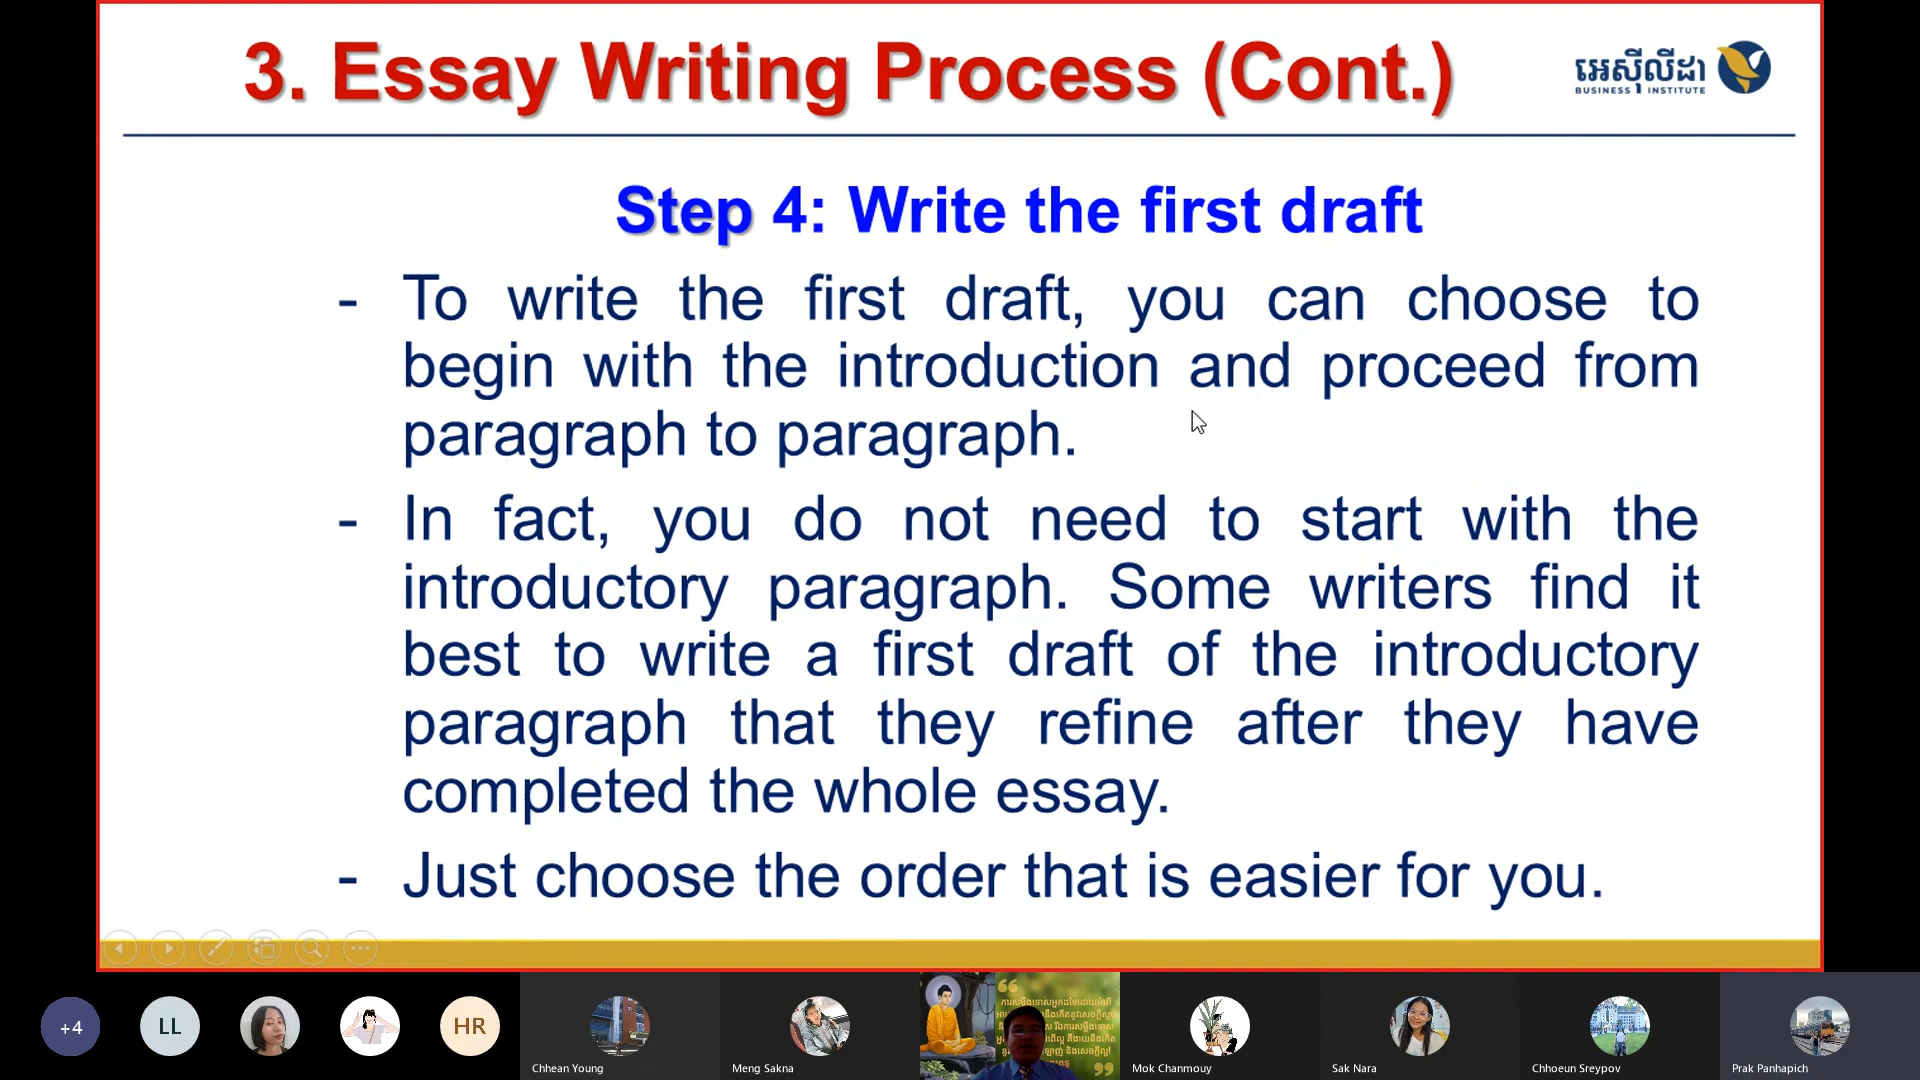 3. Essay Writing Process (Cont.)
អេស៊ីលីដា
BUSINESS INSTITUTE
Step 4: Write the first draft
- To write the first draft, you can choose to
begin with the introduction and proceed from
paragraph to paragraph.
- In fact, you do not need to start with the
introductory paragraph. Some writers find it
best to write a first draft of the introductory
paragraph that they refine after they have
completed the whole essay.
- Just choose the order that is easier for you.
+4
LL
HR
Chhean Young
Meng Sakna
Mok Chanmouy
Sak Nara
Chhoeun Sreypov
Prak Panhapich